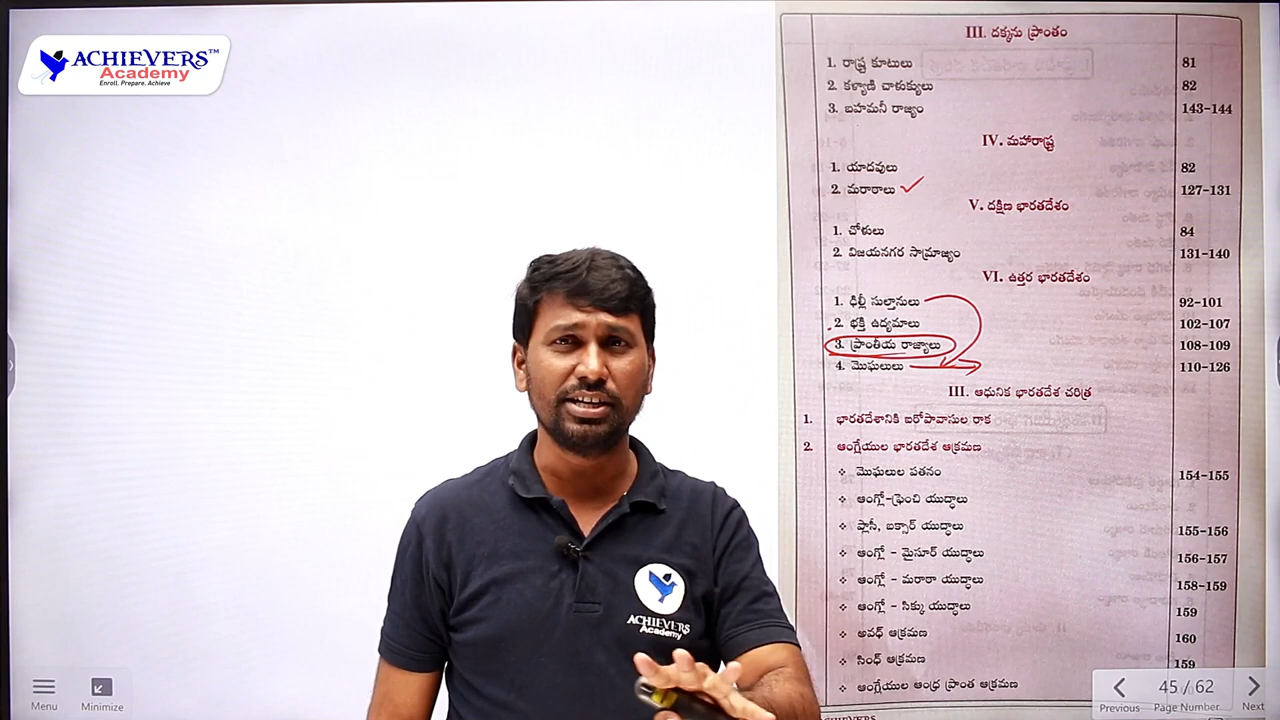 ACHIEVERS™
Academy
Enroll. Prepare. Achieve
III. దక్కను ప్రాంతం
1. రాష్ట్ర కూటులు 81
2. కళ్యాణి చాళుక్యులు 82
3. బహమనీ రాజ్యం 143-144
IV. మహారాష్ట్ర
1. యాదవులు 82
2. మరాఠాలు 127-131
V. దక్షిణ భారతదేశం
1. చోళులు 84
2. విజయనగర సామ్రాజ్యం 131-140
VI. ఉత్తర భారతదేశం
1. ఢిల్లీ సుల్తానులు 92-101
2. భక్తి ఉద్యమాలు 102-107
3. ప్రాంతీయ రాజ్యాలు 108-109
4. మొఘలులు 110-126
III. ఆధునిక భారతదేశ చరిత్ర
1. భారతదేశానికి ఐరోపావాసుల రాక
2. ఆంగ్లేయుల భారతదేశ ఆక్రమణ
❖ మొఘలుల పతనం 154-155
❖ ఆంగ్లో-ఫ్రెంచి యుద్ధాలు
❖ ప్లాసీ, బక్సార్ యుద్ధాలు 155-156
❖ ఆంగ్లో - మైసూర్ యుద్ధాలు 156-157
❖ ఆంగ్లో - మరాఠా యుద్ధాలు 158-159
❖ ఆంగ్లో - సిక్కు యుద్ధాలు 159
❖ అవధ్ ఆక్రమణ 160
❖ సింధ్ ఆక్రమణ 159
❖ ఆంగ్లేయుల ఆంధ్ర ప్రాంత ఆక్రమణ
ACHIEVERS
Academy
Menu
Minimize
45 / 62
Previous Page Number Next
ACHIEVERS